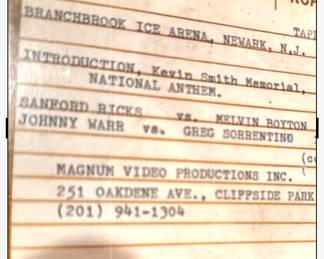 BRANCHBROOK ICE ARENA, NEWARK, N.J.
INTRODUCTION, Kevin Smith Memorial,
NATIONAL ANTHEM.
SANFORD RICKS vs. MELVIN BOYTON
JOHNNY WARR vs. GREG SORRENTINO
MAGNUM VIDEO PRODUCTIONS INC.
251 OAKDENE AVE., CLIFFSIDE PARK
(201) 941-1304